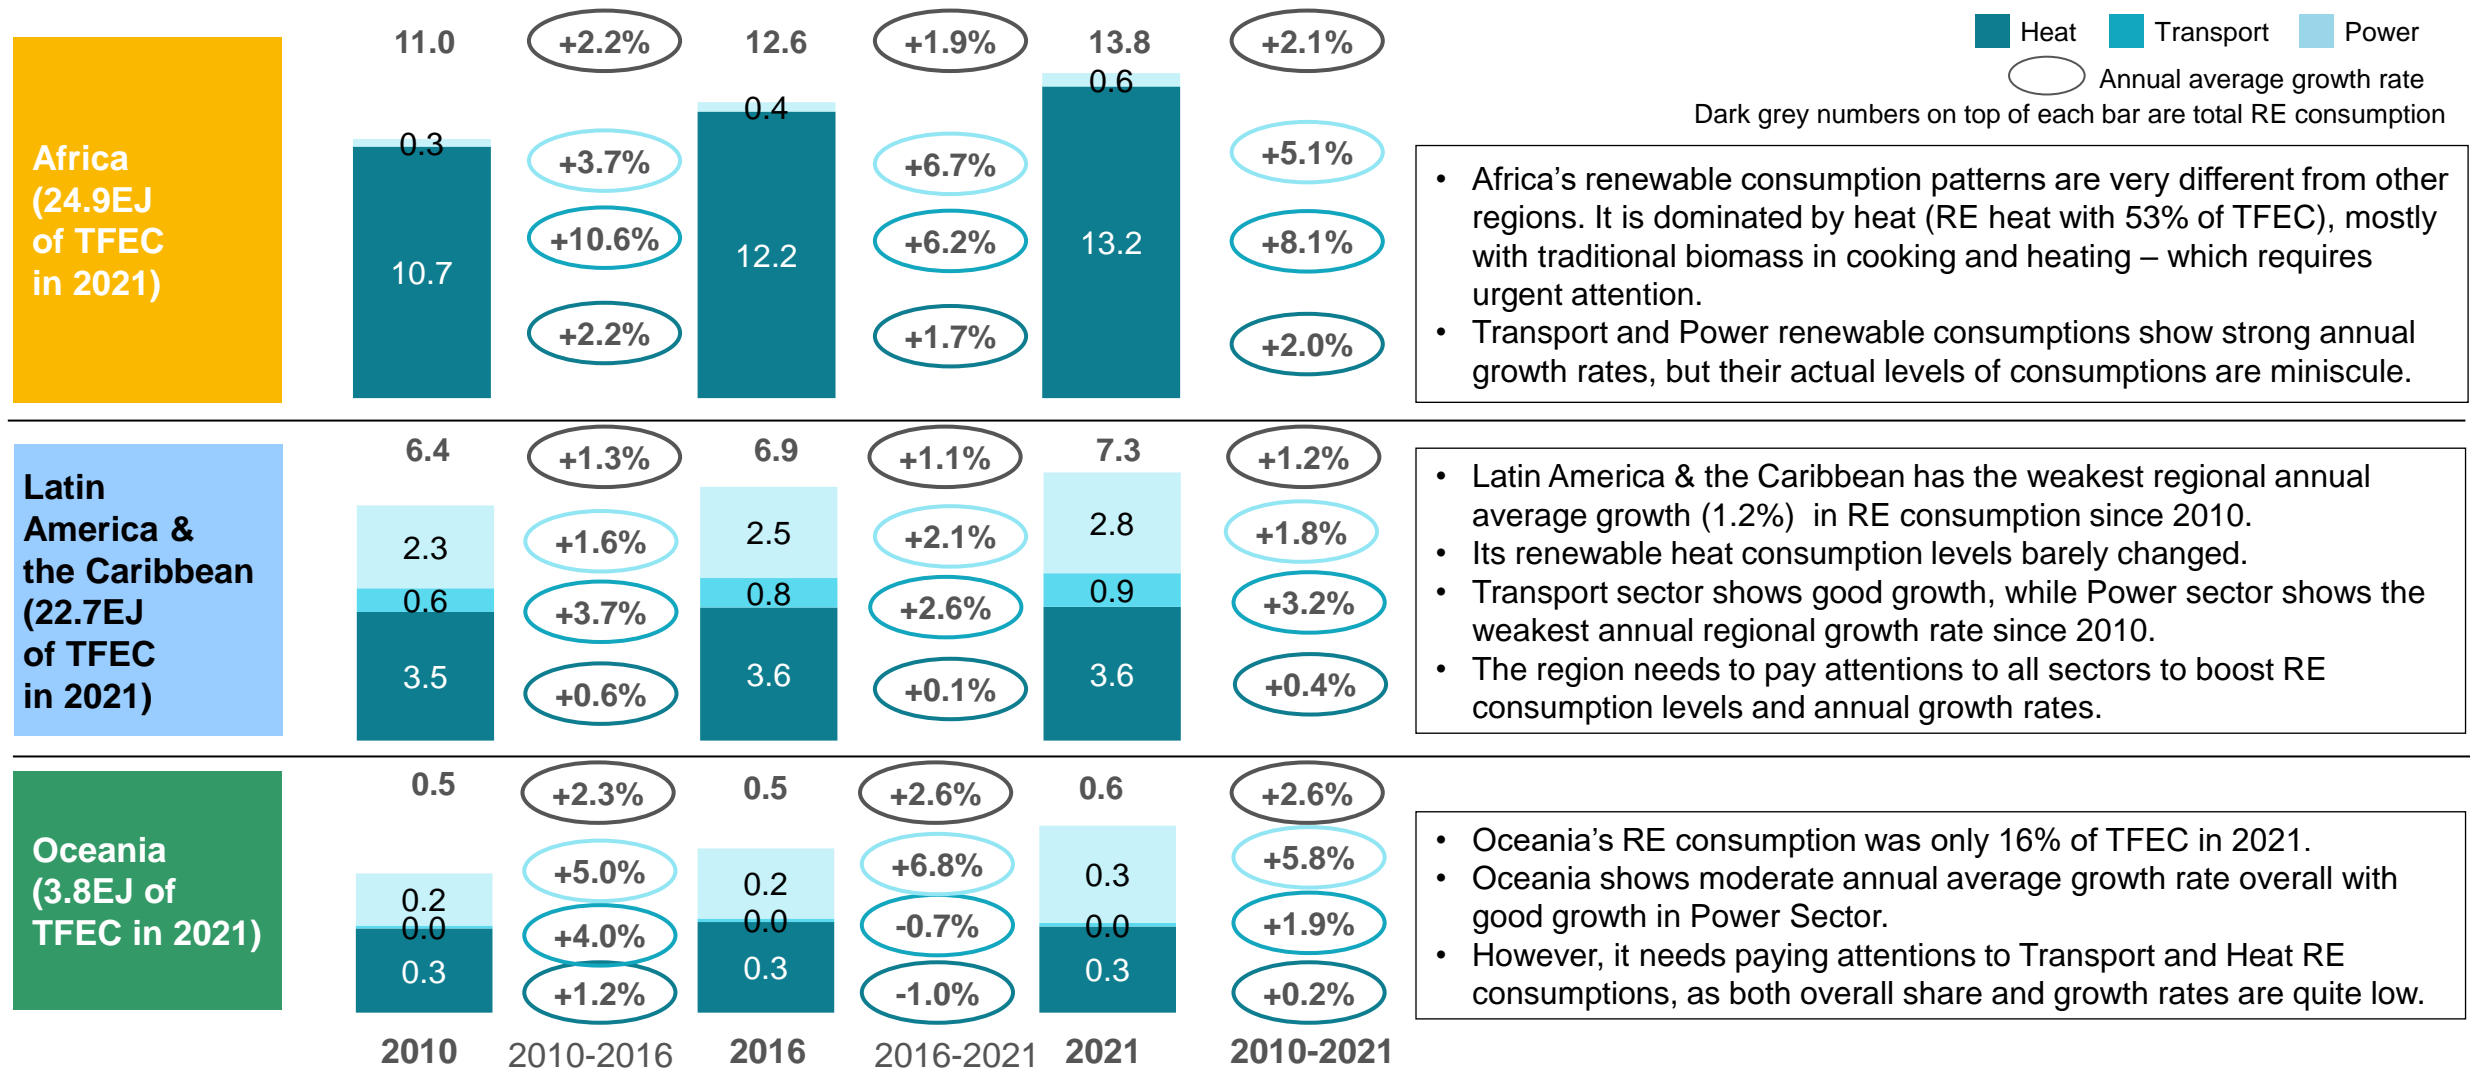 Heat Transport Power
Annual average growth rate
Dark grey numbers on top of each bar are total RE consumption
Africa
(24.9EJ
of TFEC
in 2021)
11.0 +2.2% 12.6 +1.9% 13.8 +2.1%
0.3 0.4 0.6
+3.7% +6.7% +5.1%
+10.6% +6.2% +8.1%
10.7 12.2 13.2
+2.2% +1.7% +2.0%
• Africa’s renewable consumption patterns are very different from other
regions. It is dominated by heat (RE heat with 53% of TFEC), mostly
with traditional biomass in cooking and heating – which requires
urgent attention.
• Transport and Power renewable consumptions show strong annual
growth rates, but their actual levels of consumptions are miniscule.
Latin
America &
the Caribbean
(22.7EJ
of TFEC
in 2021)
6.4 +1.3% 6.9 +1.1% 7.3 +1.2%
2.3 +1.6% 2.5 +2.1% 2.8 +1.8%
0.6 +3.7% 0.8 +2.6% 0.9 +3.2%
3.5 +0.6% 3.6 +0.1% 3.6 +0.4%
• Latin America & the Caribbean has the weakest regional annual
average growth (1.2%) in RE consumption since 2010.
• Its renewable heat consumption levels barely changed.
• Transport sector shows good growth, while Power sector shows the
weakest annual regional growth rate since 2010.
• The region needs to pay attentions to all sectors to boost RE
consumption levels and annual growth rates.
Oceania
(3.8EJ of
TFEC in 2021)
0.5 +2.3% 0.5 +2.6% 0.6 +2.6%
0.2 +5.0% 0.2 +6.8% 0.3 +5.8%
0.0 +4.0% 0.0 -0.7% 0.0 +1.9%
0.3 +1.2% 0.3 -1.0% 0.3 +0.2%
• Oceania’s RE consumption was only 16% of TFEC in 2021.
• Oceania shows moderate annual average growth rate overall with
good growth in Power Sector.
• However, it needs paying attentions to Transport and Heat RE
consumptions, as both overall share and growth rates are quite low.
2010 2010-2016 2016 2016-2021 2021 2010-2021